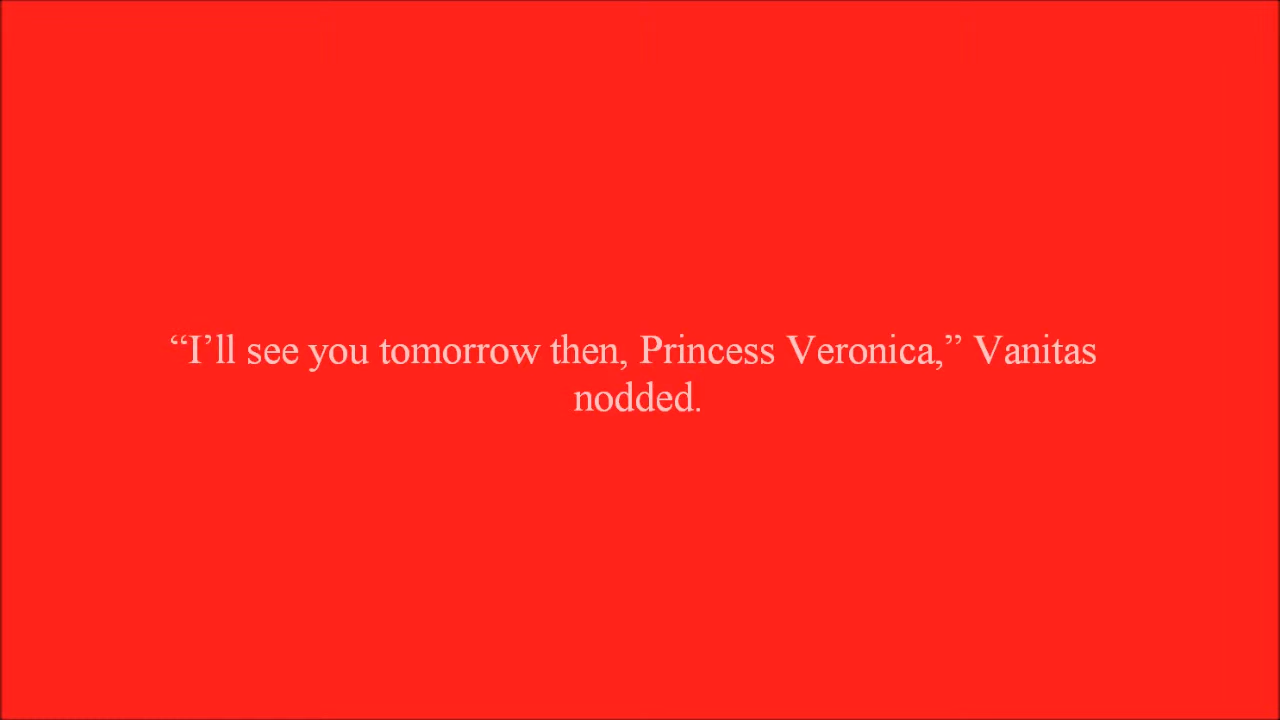 “I’ll see you tomorrow then, Princess Veronica,” Vanitas
nodded.